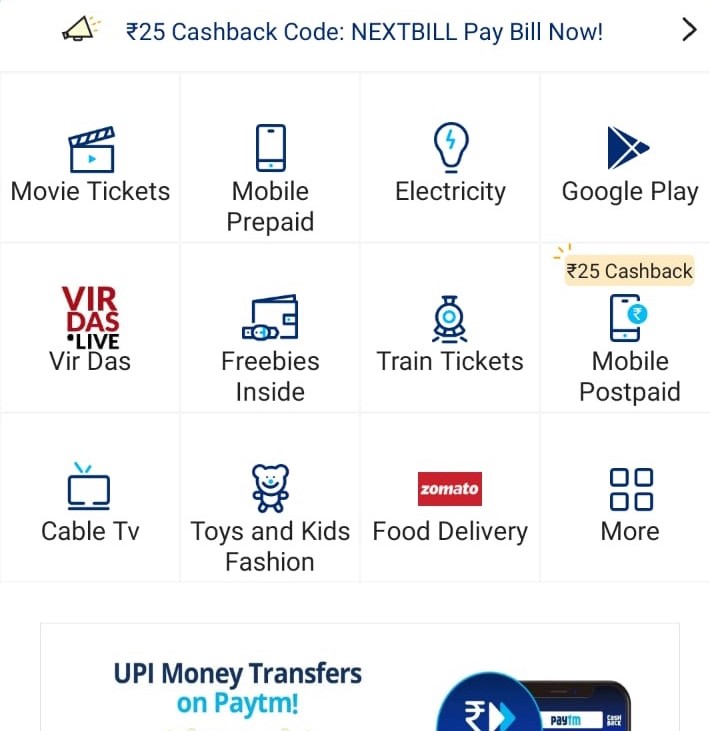 ₹25 Cashback Code: NEXTBILL Pay Bill Now!
Movie Tickets
Mobile
Prepaid
Electricity
Google Play
VIR
DAS
*LIVE
Vir Das
Freebies
Inside
Train Tickets
₹25 Cashback
₹
Mobile
Postpaid
Cable Tv
Toys and Kids
Fashion
zomato
Food Delivery
More
UPI Money Transfers
on Paytm!
₹
paytm
CASH
BACK